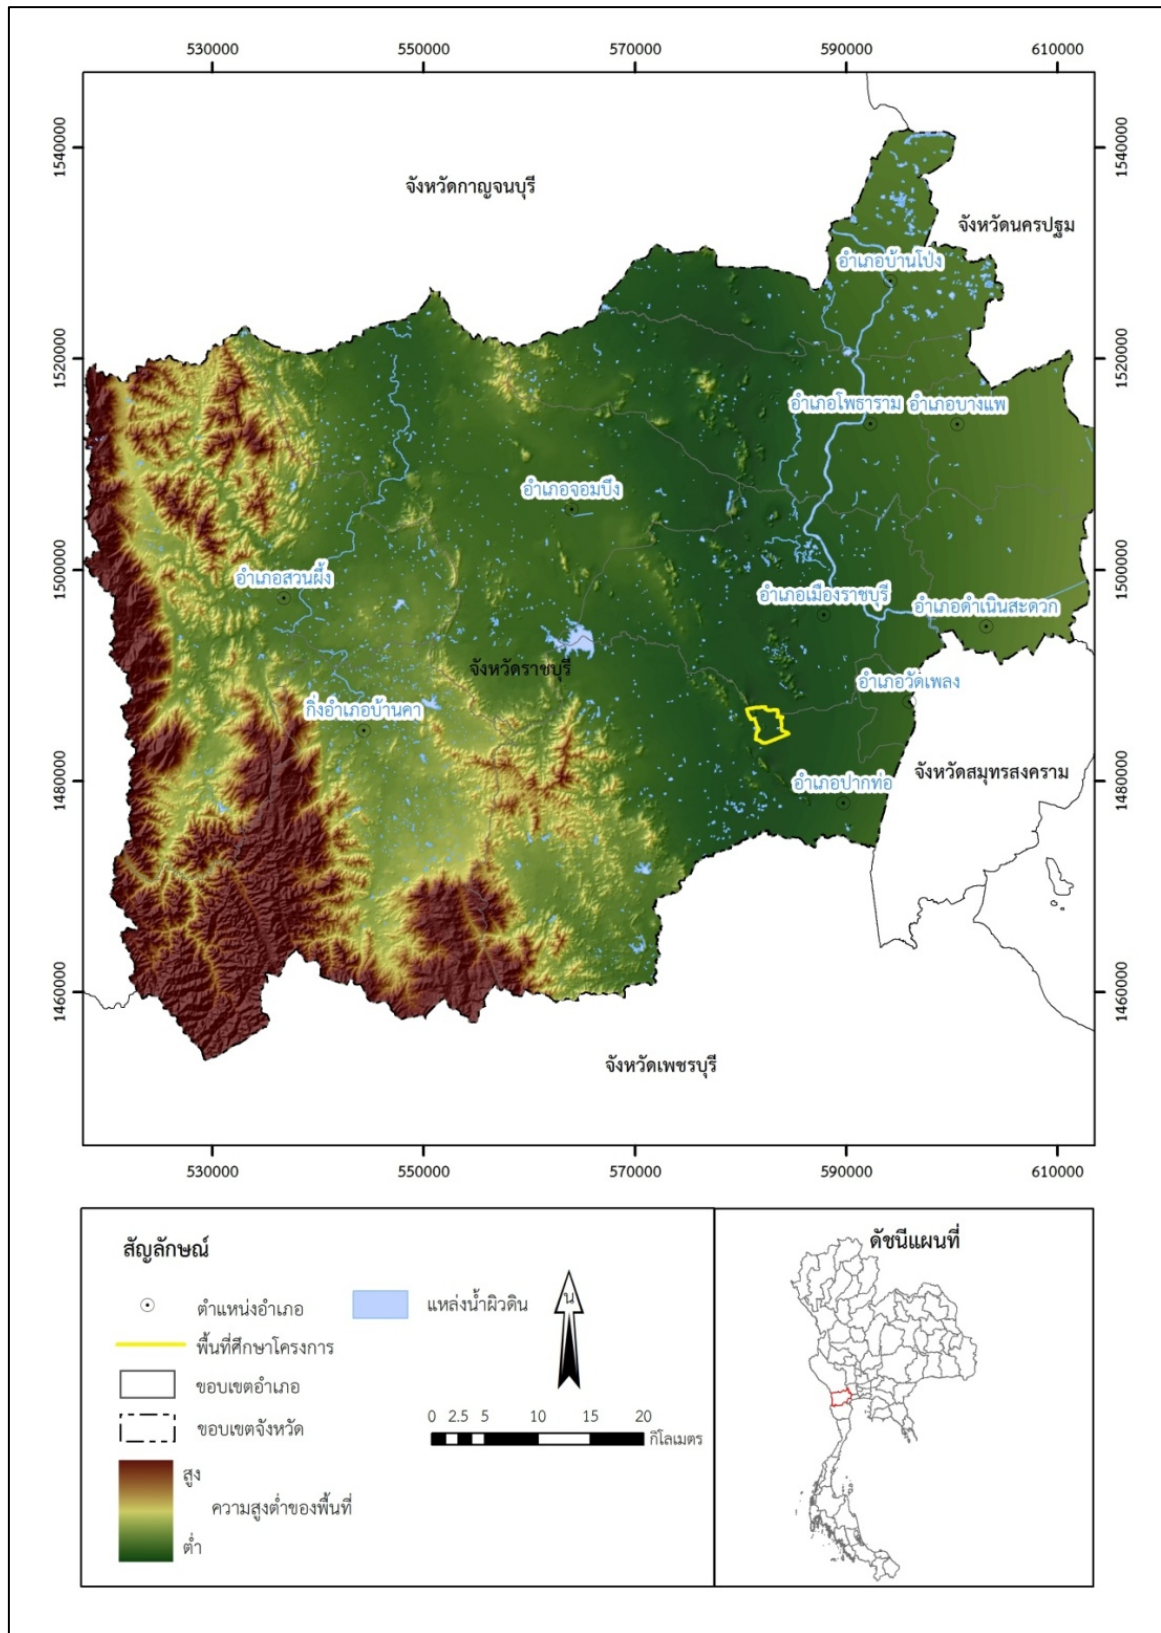 530000 550000 570000 590000 610000
1540000 1540000
จังหวัดกาญจนบุรี
จังหวัดนครปฐม
อำเภอบ้านโป่ง
1520000 1520000
อำเภอโพธาราม อำเภอบางแพ
อำเภอจอมบึง
1500000 1500000
อำเภอสวนผึ้ง
อำเภอเมืองราชบุรี
อำเภอดำเนินสะดวก
จังหวัดราชบุรี
อำเภอวัดเพลง
กิ่งอำเภอบ้านคา
จังหวัดสมุทรสงคราม
1480000 1480000
อำเภอปากท่อ
1460000 1460000
จังหวัดเพชรบุรี
530000 550000 570000 590000 610000
สัญลักษณ์
ตำแหน่งอำเภอ
แหล่งน้ำผิวดิน
น
พื้นที่ศึกษาโครงการ
ขอบเขตอำเภอ
ขอบเขตจังหวัด
0 2.5 5 10 15 20
กิโลเมตร
สูง
ความสูงต่ำของพื้นที่
ต่ำ
ดัชนีแผนที่